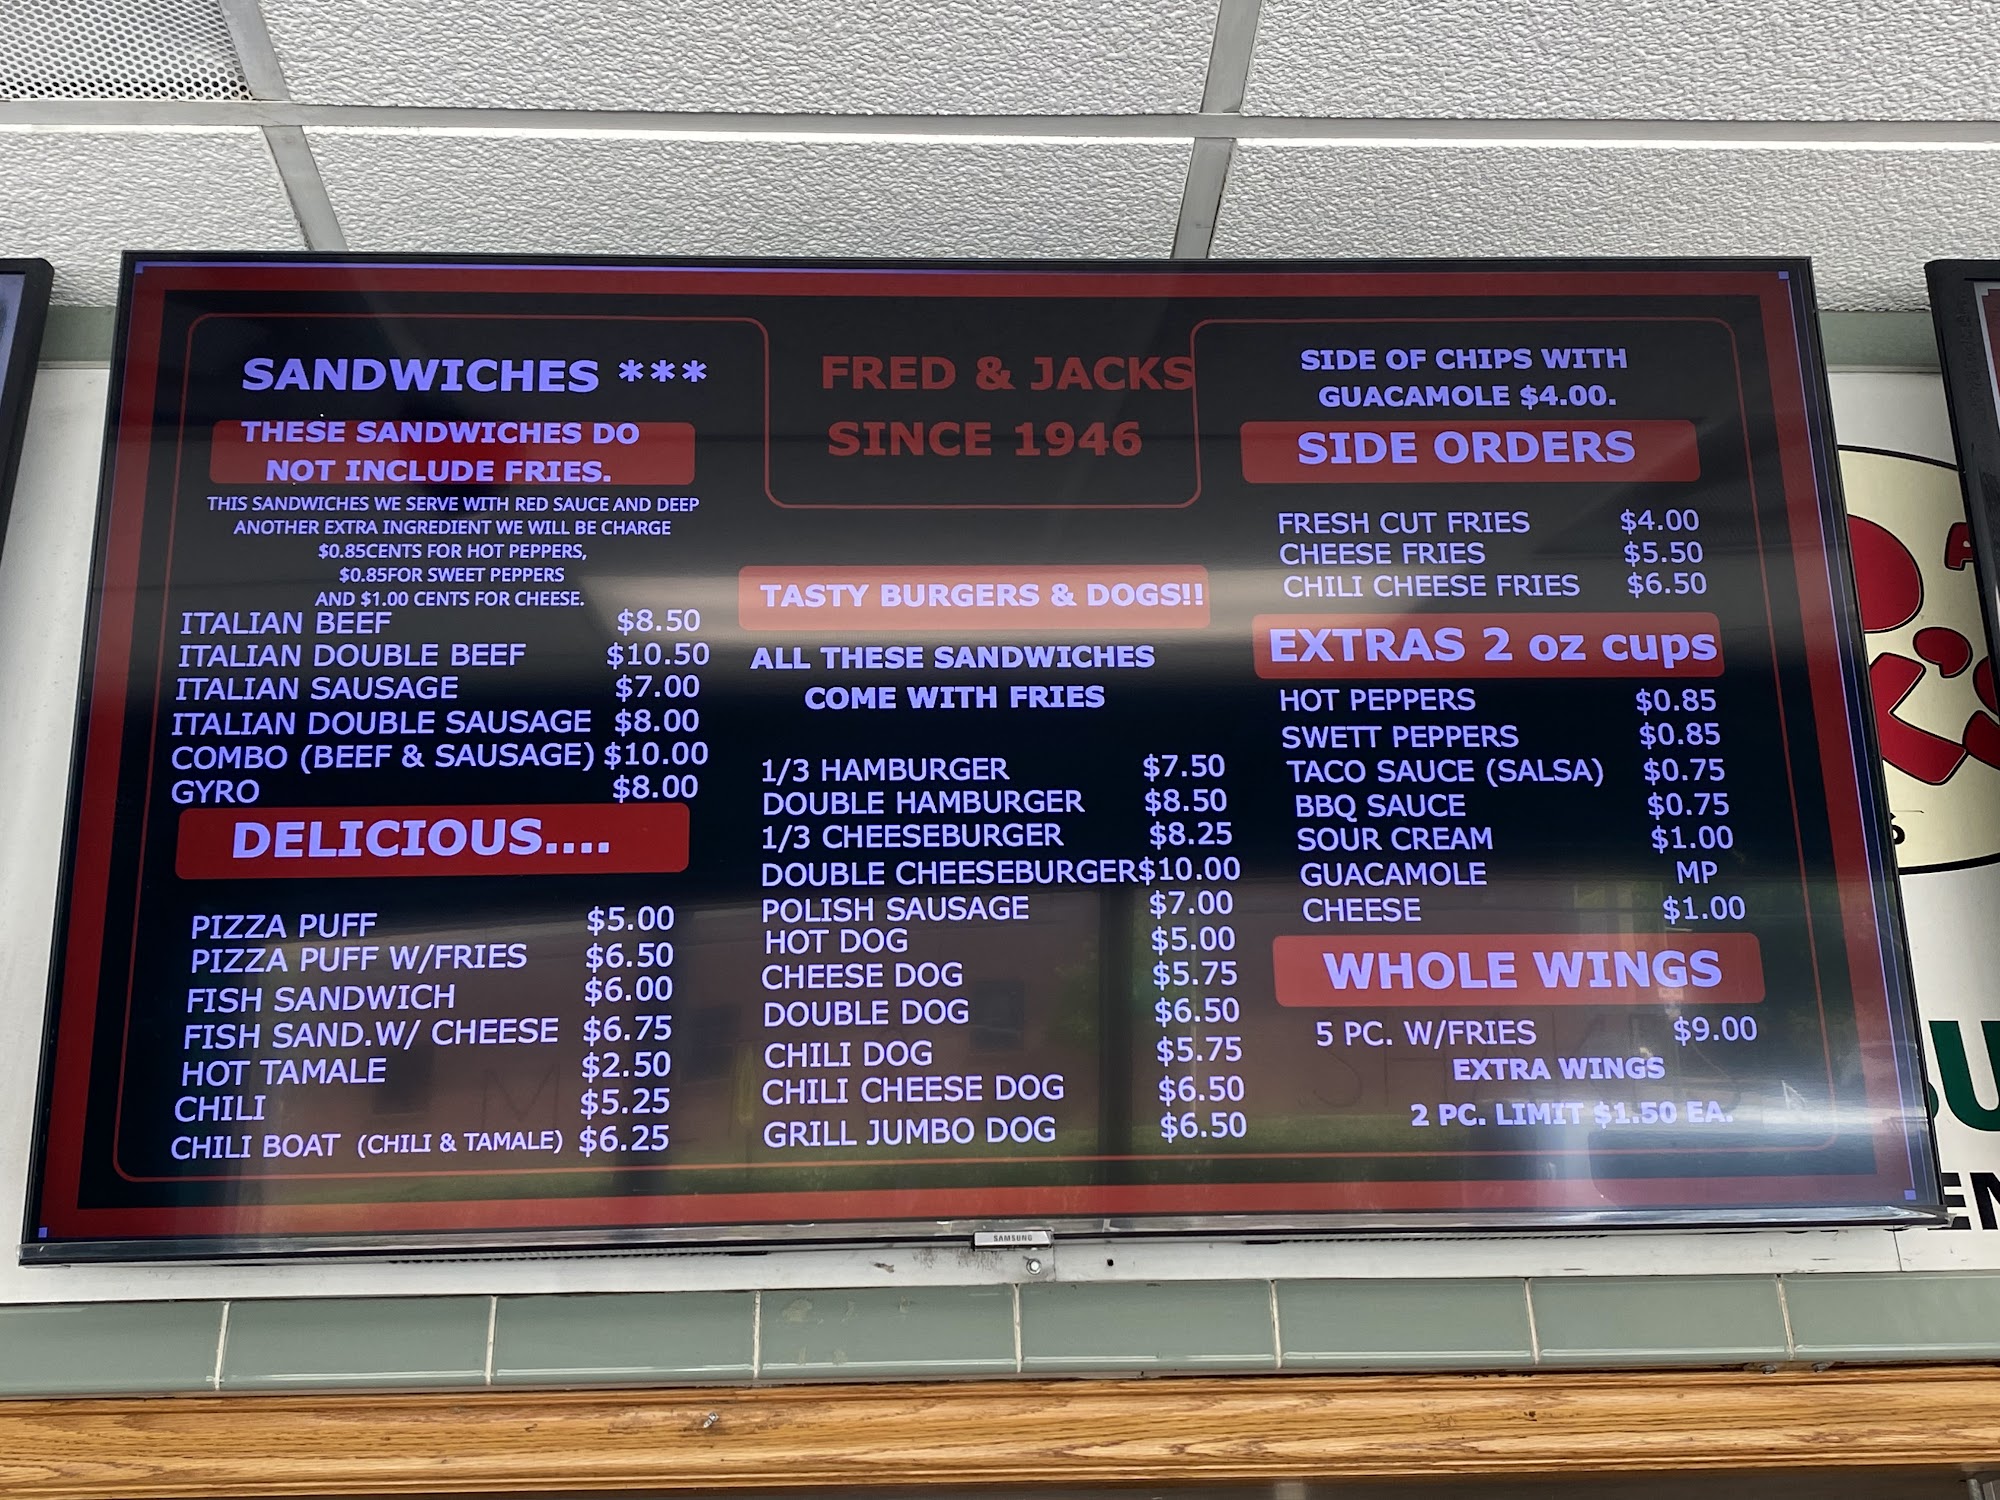 SANDWICHES ***
THESE SANDWICHES DO
NOT INCLUDE FRIES.
THIS SANDWICHES WE SERVE WITH RED SAUCE AND DEEP
ANOTHER EXTRA INGREDIENT WE WILL BE CHARGE
$0.85CENTS FOR HOT PEPPERS,
$0.85FOR SWEET PEPPERS
AND $1.00 CENTS FOR CHEESE.
ITALIAN BEEF $8.50
ITALIAN DOUBLE BEEF $10.50
ITALIAN SAUSAGE $7.00
ITALIAN DOUBLE SAUSAGE $8.00
COMBO (BEEF & SAUSAGE) $10.00
GYRO $8.00
DELICIOUS....
PIZZA PUFF $5.00
PIZZA PUFF W/FRIES $6.50
FISH SANDWICH $6.00
FISH SAND.W/ CHEESE $6.75
HOT TAMALE $2.50
CHILI $5.25
CHILI BOAT (CHILI & TAMALE) $6.25
FRED & JACKS
SINCE 1946
TASTY BURGERS & DOGS!!
ALL THESE SANDWICHES
COME WITH FRIES
1/3 HAMBURGER $7.50
DOUBLE HAMBURGER $8.50
1/3 CHEESEBURGER $8.25
DOUBLE CHEESEBURGER$10.00
POLISH SAUSAGE $7.00
HOT DOG $5.00
CHEESE DOG $5.75
DOUBLE DOG $6.50
CHILI DOG $5.75
CHILI CHEESE DOG $6.50
GRILL JUMBO DOG $6.50
SIDE OF CHIPS WITH
GUACAMOLE $4.00.
SIDE ORDERS
FRESH CUT FRIES $4.00
CHEESE FRIES $5.50
CHILI CHEESE FRIES $6.50
EXTRAS 2 oz cups
HOT PEPPERS $0.85
SWETT PEPPERS $0.85
TACO SAUCE (SALSA) $0.75
BBQ SAUCE $0.75
SOUR CREAM $1.00
GUACAMOLE MP
CHEESE $1.00
WHOLE WINGS
5 PC. W/FRIES $9.00
EXTRA WINGS
2 PC. LIMIT $1.50 EA.
SAMSUNG